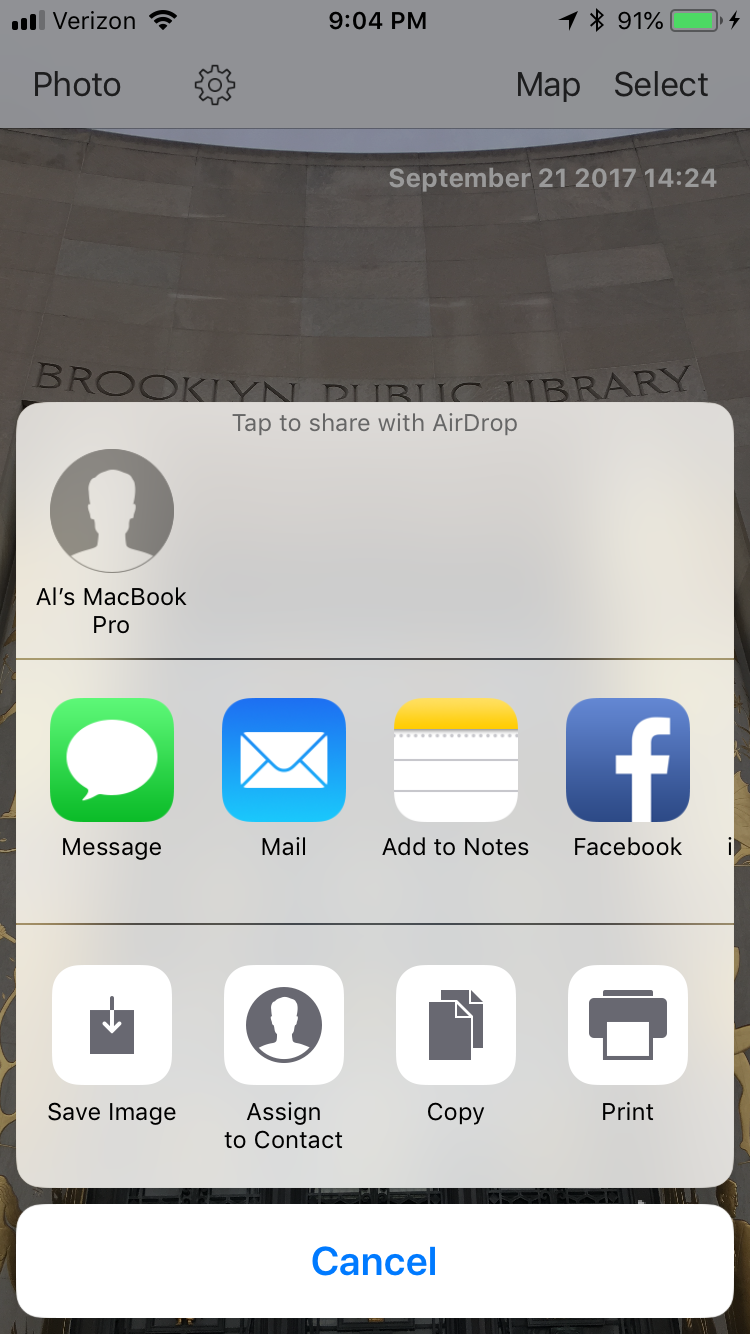 Verizon 9:04 PM 91%
Photo Map Select
September 21 2017 14:24
BROOKLYN PUBLIC LIBRARY
Tap to share with AirDrop
Al’s MacBook
Pro
Message Mail Add to Notes Facebook i
Save Image Assign Copy Print
to Contact
Cancel